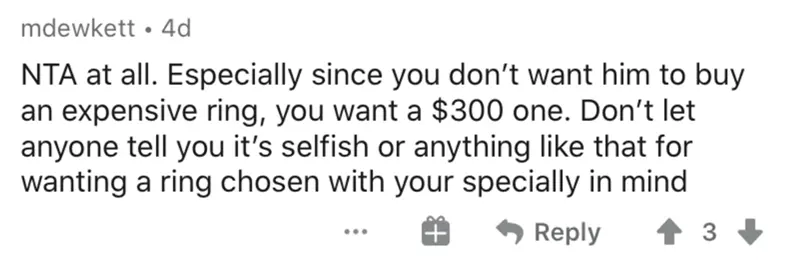 mdewkett • 4d
NTA at all. Especially since you don't want him to buy
an expensive ring, you want a $300 one. Don't let
anyone tell you it's selfish or anything like that for
wanting a ring chosen with your specially in mind
Reply 3